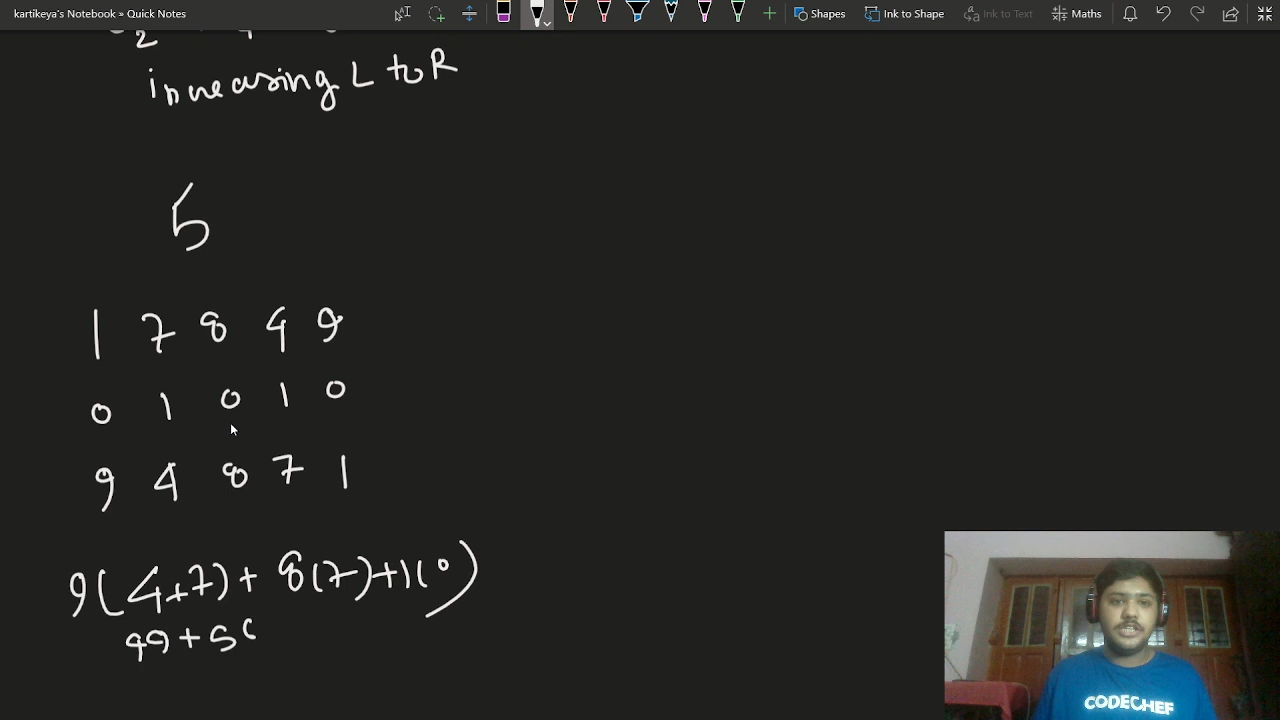 kartikeya's Notebook » Quick Notes
Shapes Ink to Shape Ink to Text Maths
2
increasing L to R
5
1 7 8 4 9
0 1 0 1 0
9 4 8 7 1
9(4+7)+8(7)+1(0)
99+56
CODECHEF